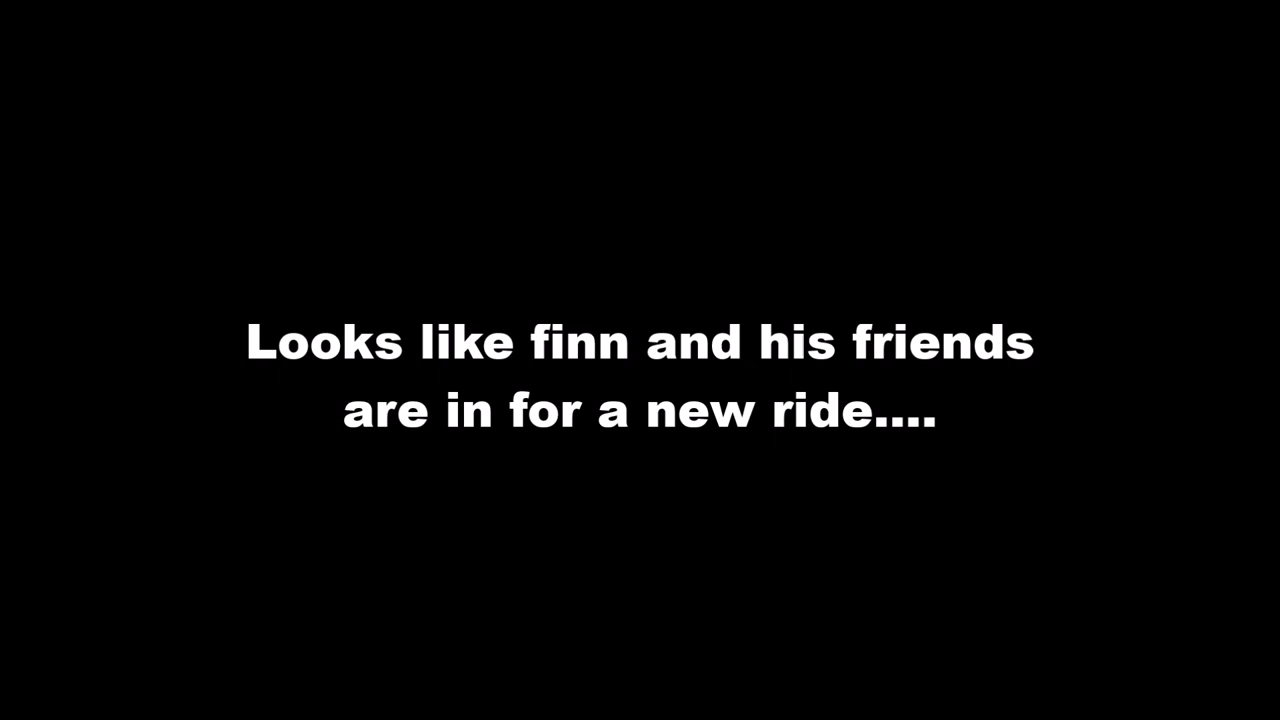 Looks like finn and his friends
are in for a new ride....